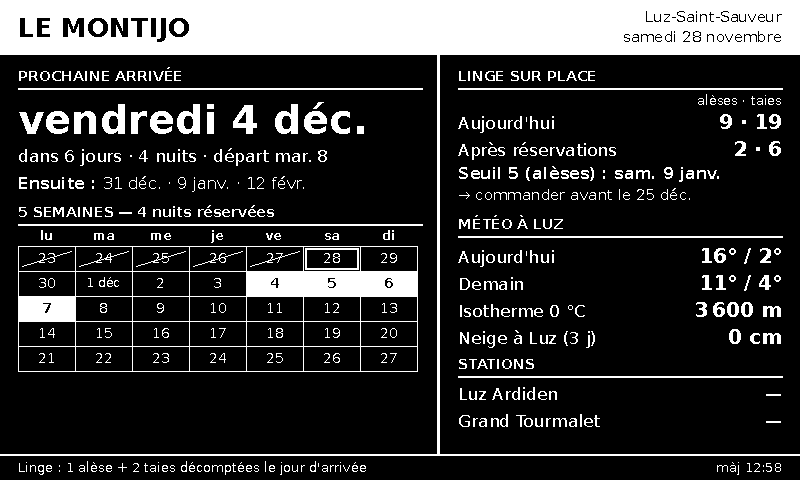 LE MONTIJO
Luz-Saint-Sauveur
samedi 28 novembre
PROCHAINE ARRIVÉE
vendredi 4 déc.
dans 6 jours · 4 nuits · départ mar. 8
Ensuite : 31 déc. · 9 janv. · 12 févr.
5 SEMAINES — 4 nuits réservées
lu ma me je ve sa di
23 24 25 26 27 28 29
30 1 déc 2 3 4 5 6
7 8 9 10 11 12 13
14 15 16 17 18 19 20
21 22 23 24 25 26 27
LINGE SUR PLACE
alèses · taies
Aujourd'hui 9 · 19
Après réservations 2 · 6
Seuil 5 (alèses) : sam. 9 janv.
→ commander avant le 25 déc.
MÉTÉO À LUZ
Aujourd'hui 16° / 2°
Demain 11° / 4°
Isotherme 0 °C 3 600 m
Neige à Luz (3 j) 0 cm
STATIONS
Luz Ardiden —
Grand Tourmalet —
Linge : 1 alèse + 2 taies décomptées le jour d'arrivée
màj 12:58